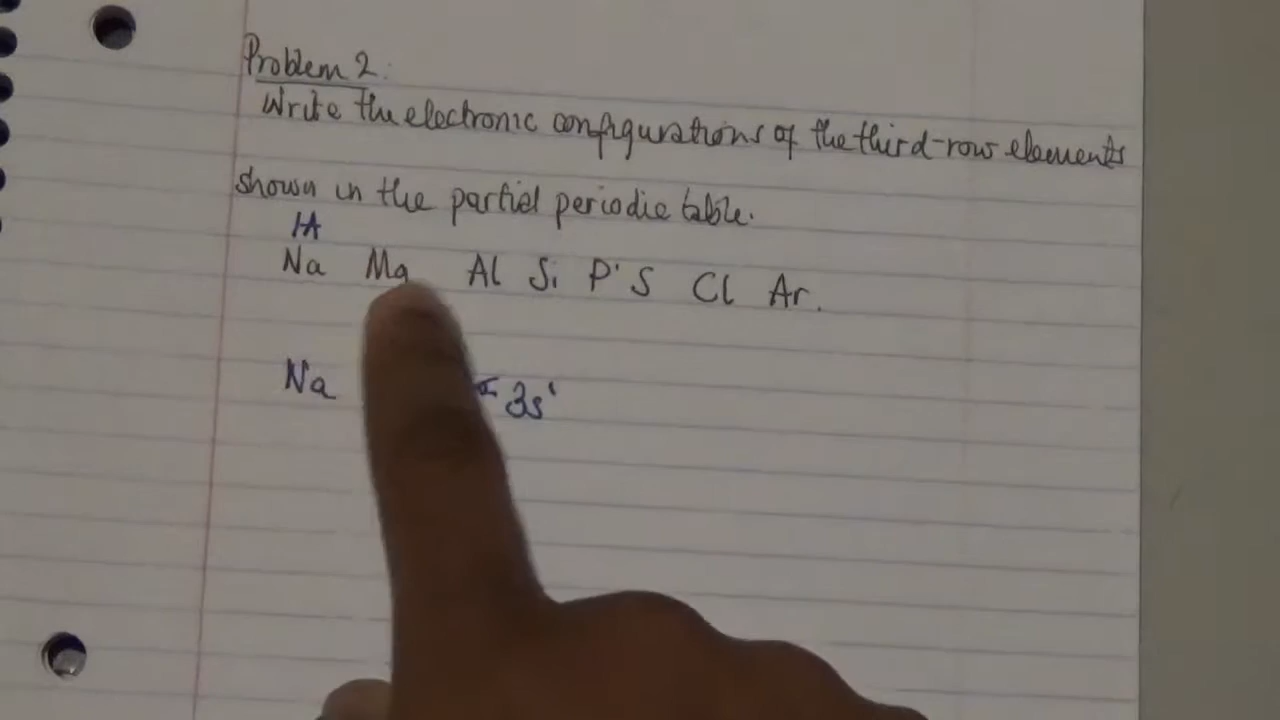 Problem 2:
Write the electronic configurations of the third-row elements
shown in the partial periodic table.
IA
Na Mg Al Si P S Cl Ar.
Na 3s¹